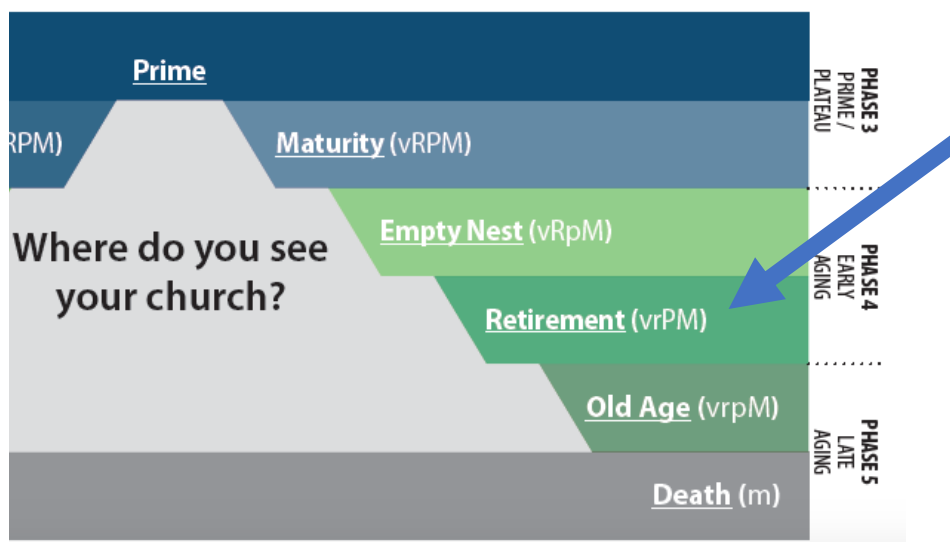 Prime
RPM)
Maturity (vRPM)
Where do you see
your church?
Empty Nest (vRpM)
Retirement (vrPM)
Old Age (vrpM)
Death (m)
PHASE 3
PRIME /
PLATEAU
PHASE 4
EARLY
AGING
PHASE 5
LATE
AGING